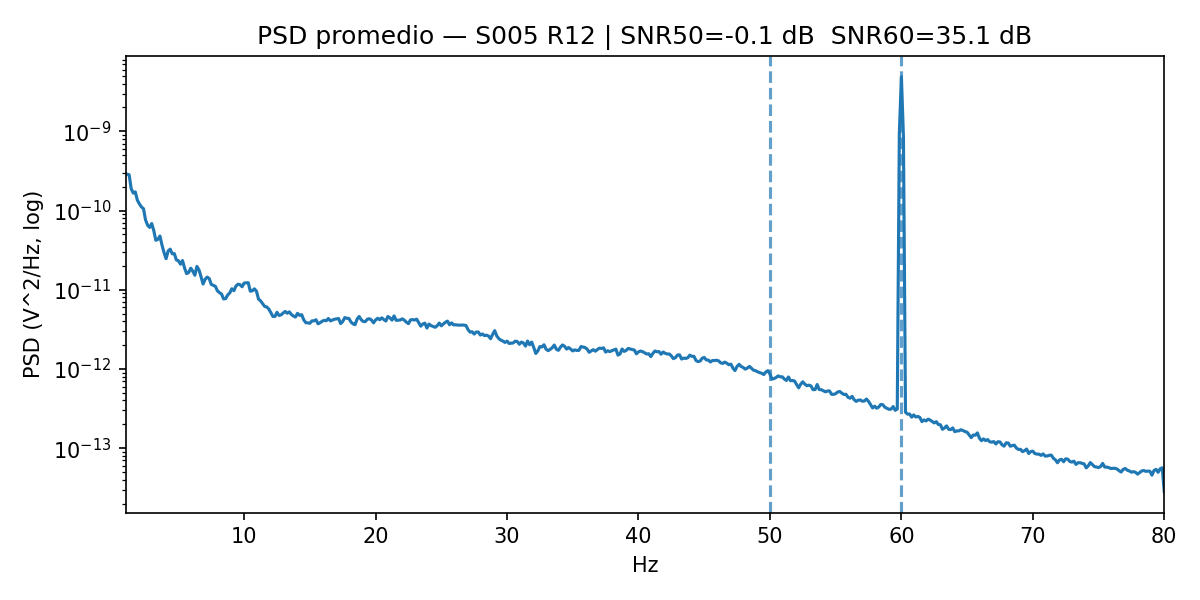 PSD promedio — S005 R12 | SNR50=-0.1 dB  SNR60=35.1 dB
PSD (V^2/Hz, log)
10⁻⁹
10⁻¹⁰
10⁻¹¹
10⁻¹²
10⁻¹³
10 20 30 40 50 60 70 80
Hz